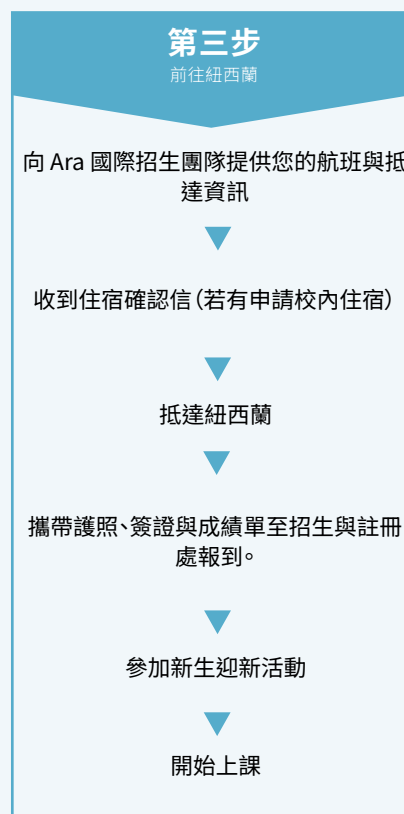 第三步
前往紐西蘭
向 Ara 國際招生團隊提供您的航班與抵
達資訊
收到住宿確認信（若有申請校內住宿）
抵達紐西蘭
攜帶護照、簽證與成績單至招生與註冊
處報到。
參加新生迎新活動
開始上課